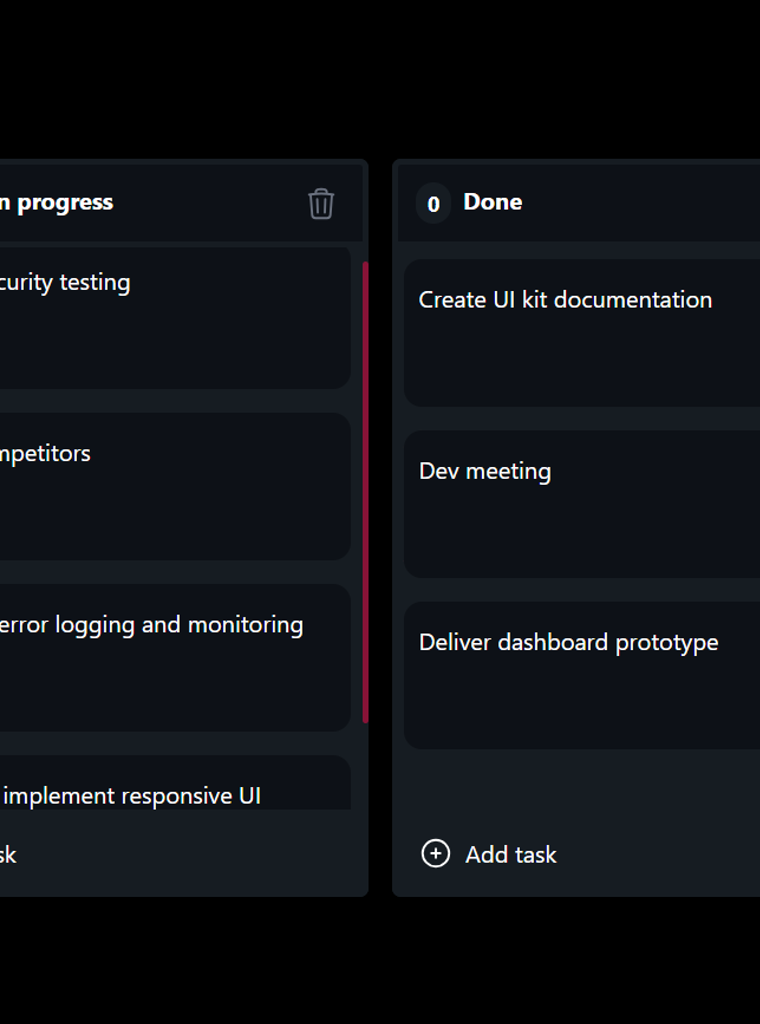 n progress
curity testing
mpetitors
error logging and monitoring
implement responsive UI
sk
0 Done
Create UI kit documentation
Dev meeting
Deliver dashboard prototype
Add task